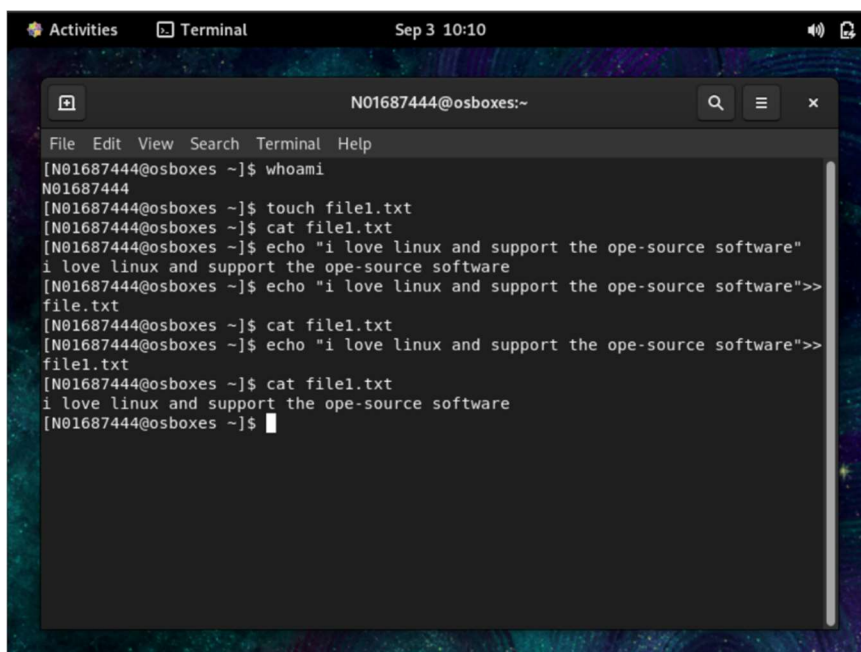 Activities Terminal Sep 3 10:10
N01687444@osboxes:~
File Edit View Search Terminal Help
[N01687444@osboxes ~]$ whoami
N01687444
[N01687444@osboxes ~]$ touch file1.txt
[N01687444@osboxes ~]$ cat file1.txt
[N01687444@osboxes ~]$ echo "i love linux and support the ope-source software"
i love linux and support the ope-source software
[N01687444@osboxes ~]$ echo "i love linux and support the ope-source software">>
file.txt
[N01687444@osboxes ~]$ cat file1.txt
[N01687444@osboxes ~]$ echo "i love linux and support the ope-source software">>
file1.txt
[N01687444@osboxes ~]$ cat file1.txt
i love linux and support the ope-source software
[N01687444@osboxes ~]$